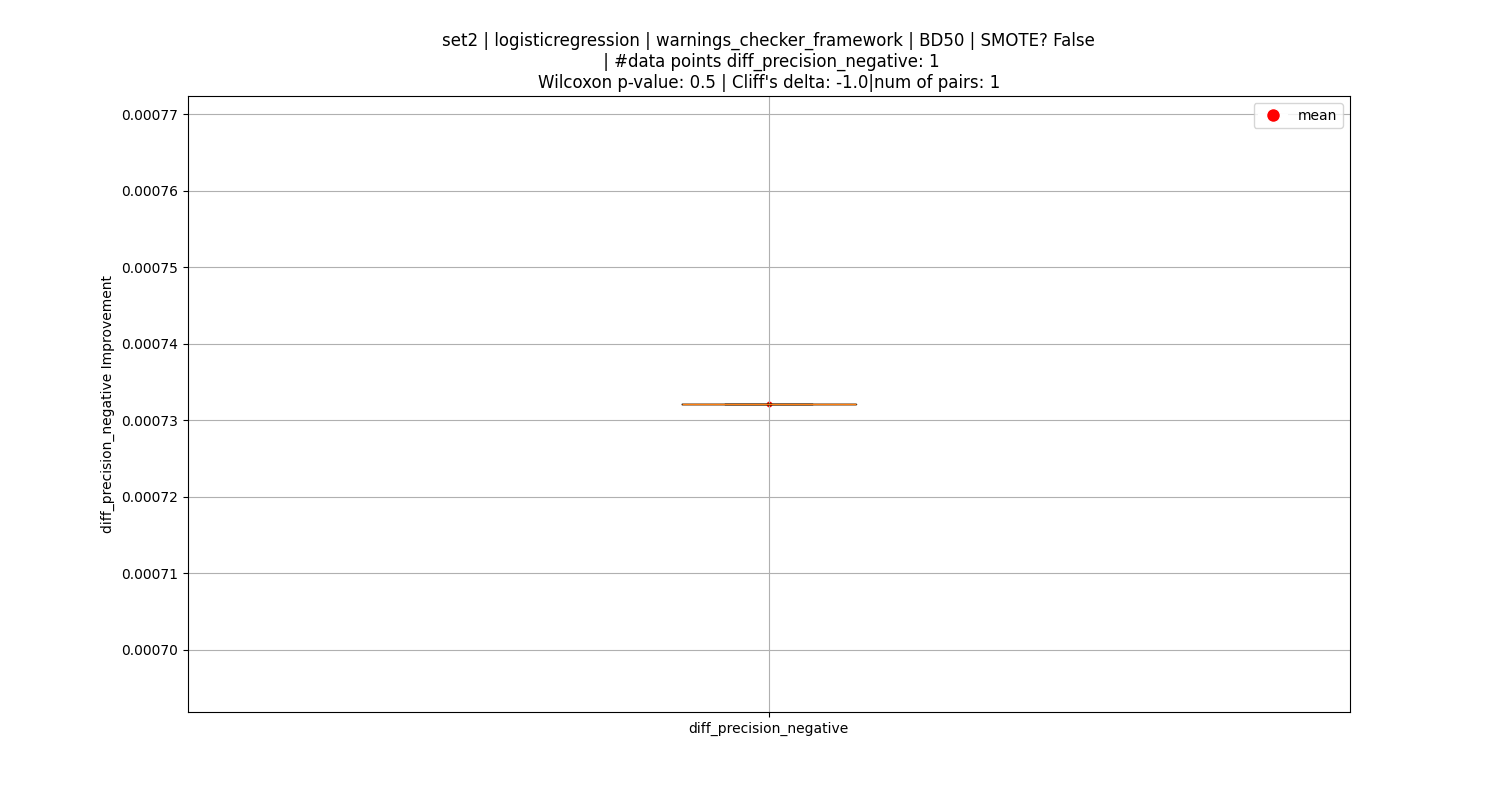 set2 | logisticregression | warnings_checker_framework | BD50 | SMOTE? False
| #data points diff_precision_negative: 1
Wilcoxon p-value: 0.5 | Cliff's delta: -1.0|num of pairs: 1
mean
0.00077
0.00076
0.00075
0.00074
0.00073
0.00072
0.00071
0.00070
diff_precision_negative Improvement
diff_precision_negative